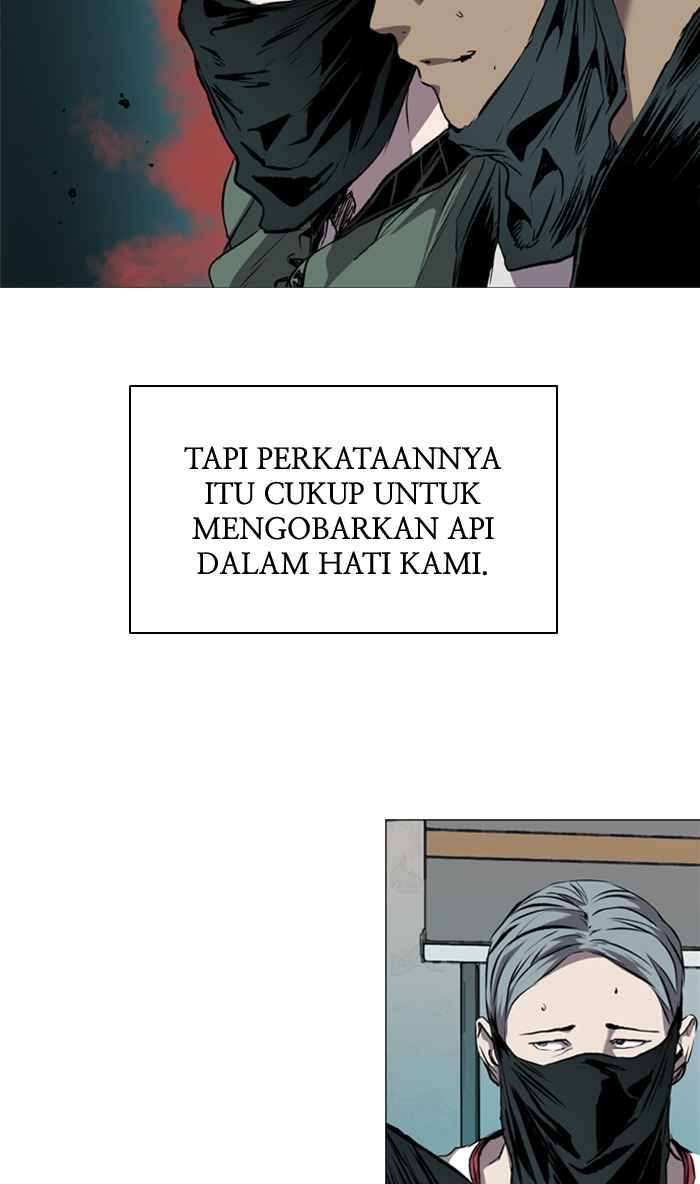 TAPI PERKATAANNYA
ITU CUKUP UNTUK
MENGOBARKAN API
DALAM HATI KAMI.